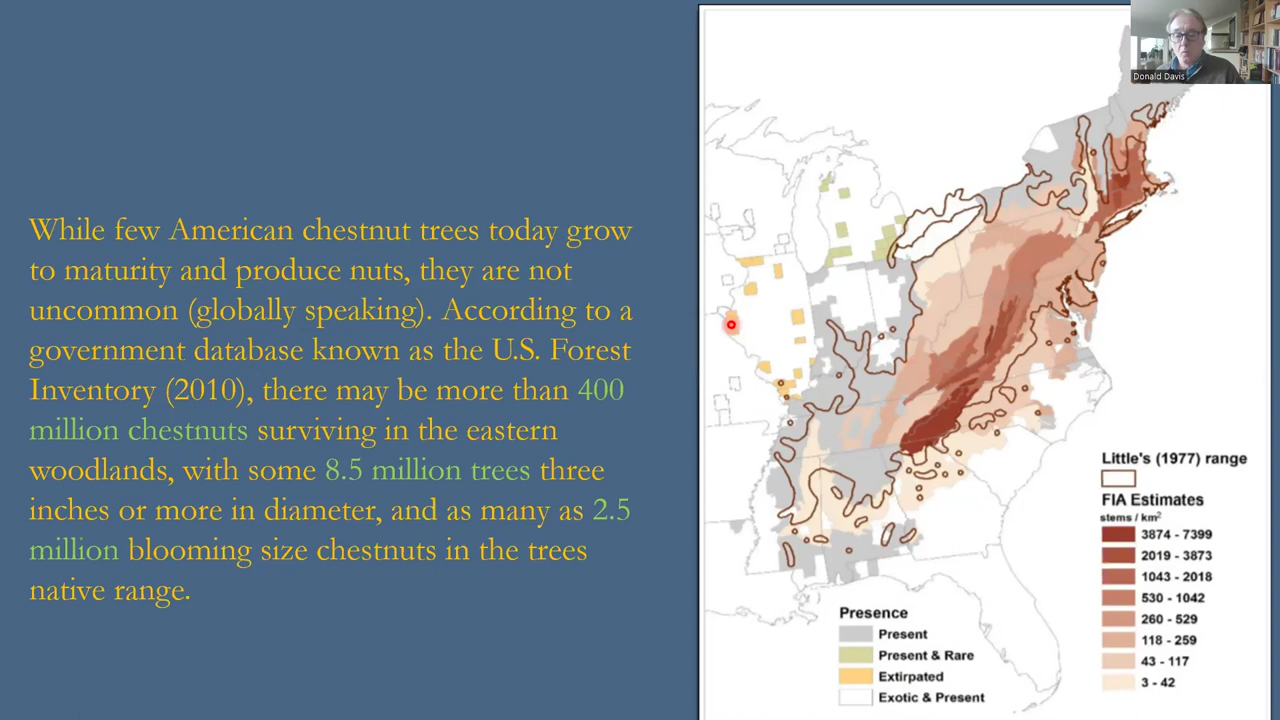 Donald Davis
While few American chestnut trees today grow
to maturity and produce nuts, they are not
uncommon (globally speaking). According to a
government database known as the U.S. Forest
Inventory (2010), there may be more than 400
million chestnuts surviving in the eastern
woodlands, with some 8.5 million trees three
inches or more in diameter, and as many as 2.5
million blooming size chestnuts in the trees
native range.
Little's (1977) range
FIA Estimates
stems / km²
3874 - 7399
2019 - 3873
1043 - 2018
530 - 1042
260 - 529
118 - 259
43 - 117
3 - 42
Presence
Present
Present & Rare
Extirpated
Exotic & Present